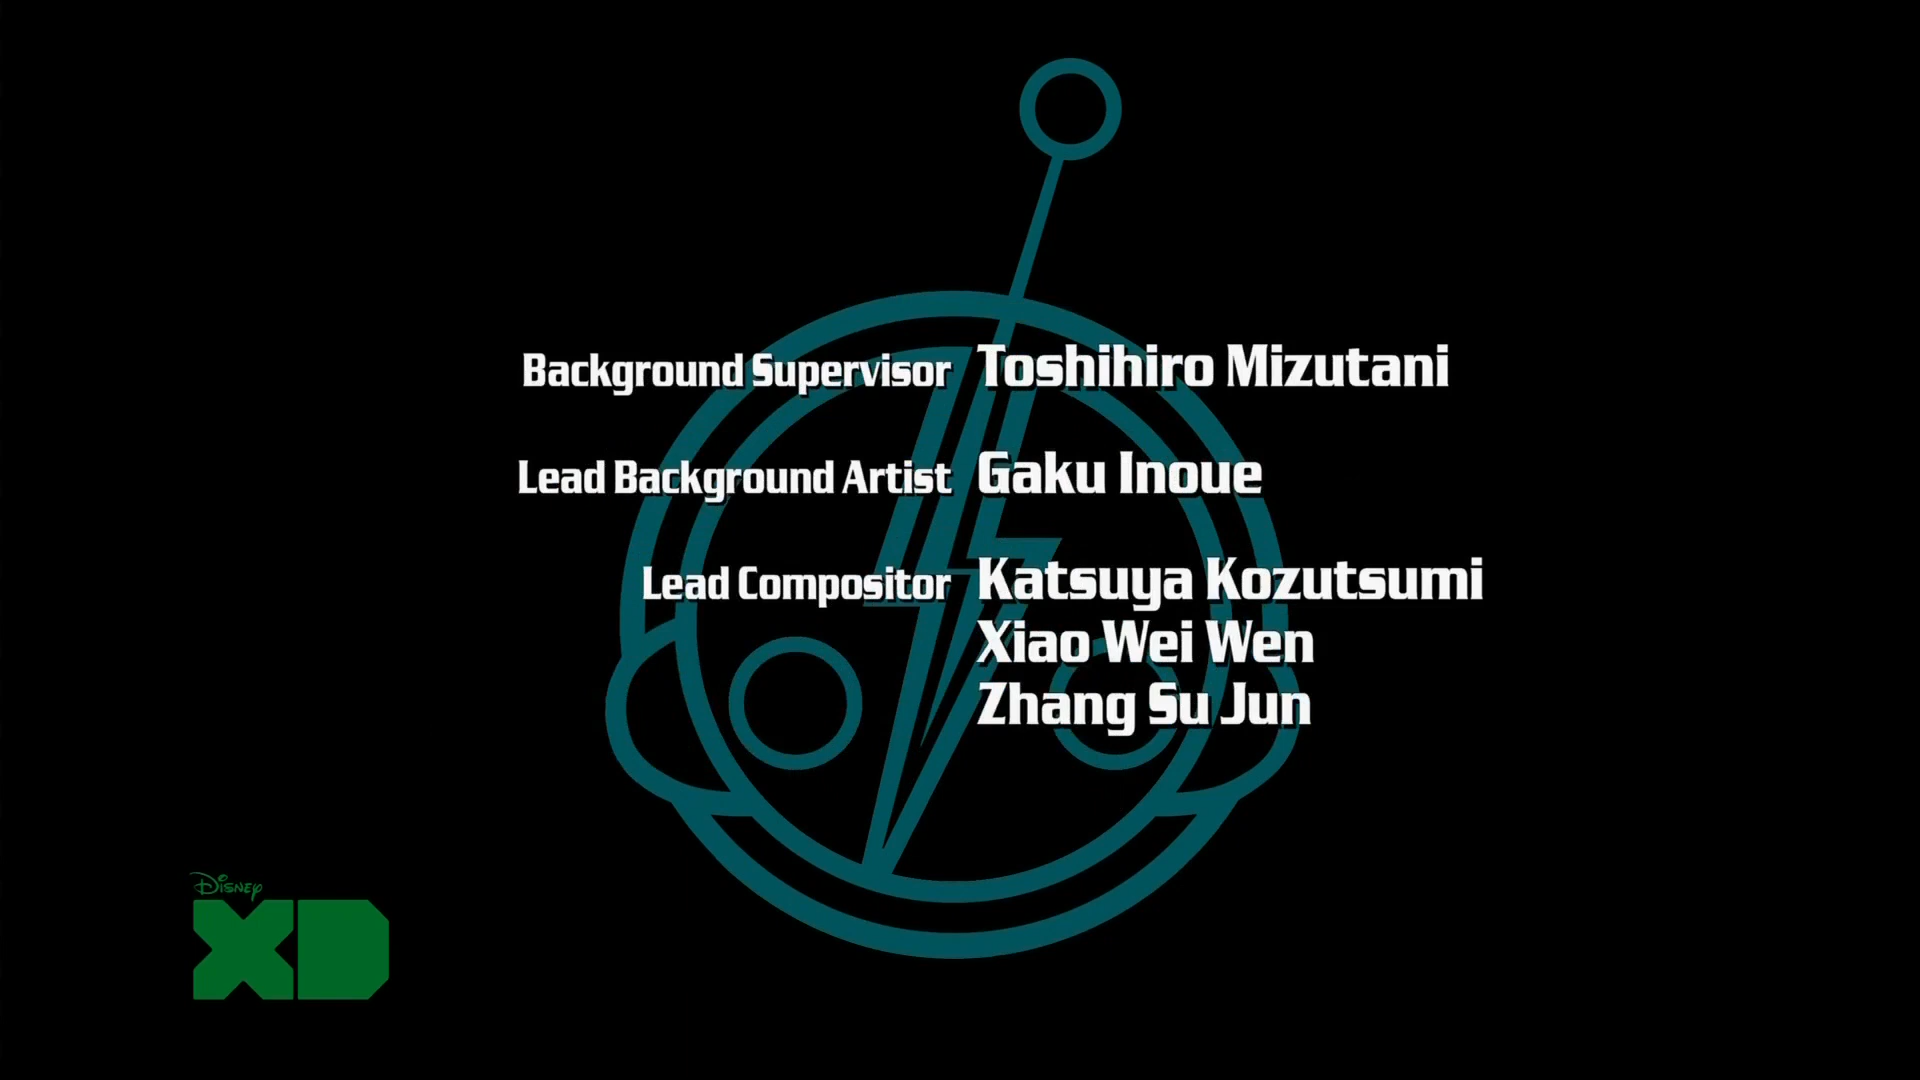 Background Supervisor Toshihiro Mizutani
Lead Background Artist Gaku Inoue
Lead Compositor Katsuya Kozutsumi
Xiao Wei Wen
Zhang Su Jun
Disney
XD